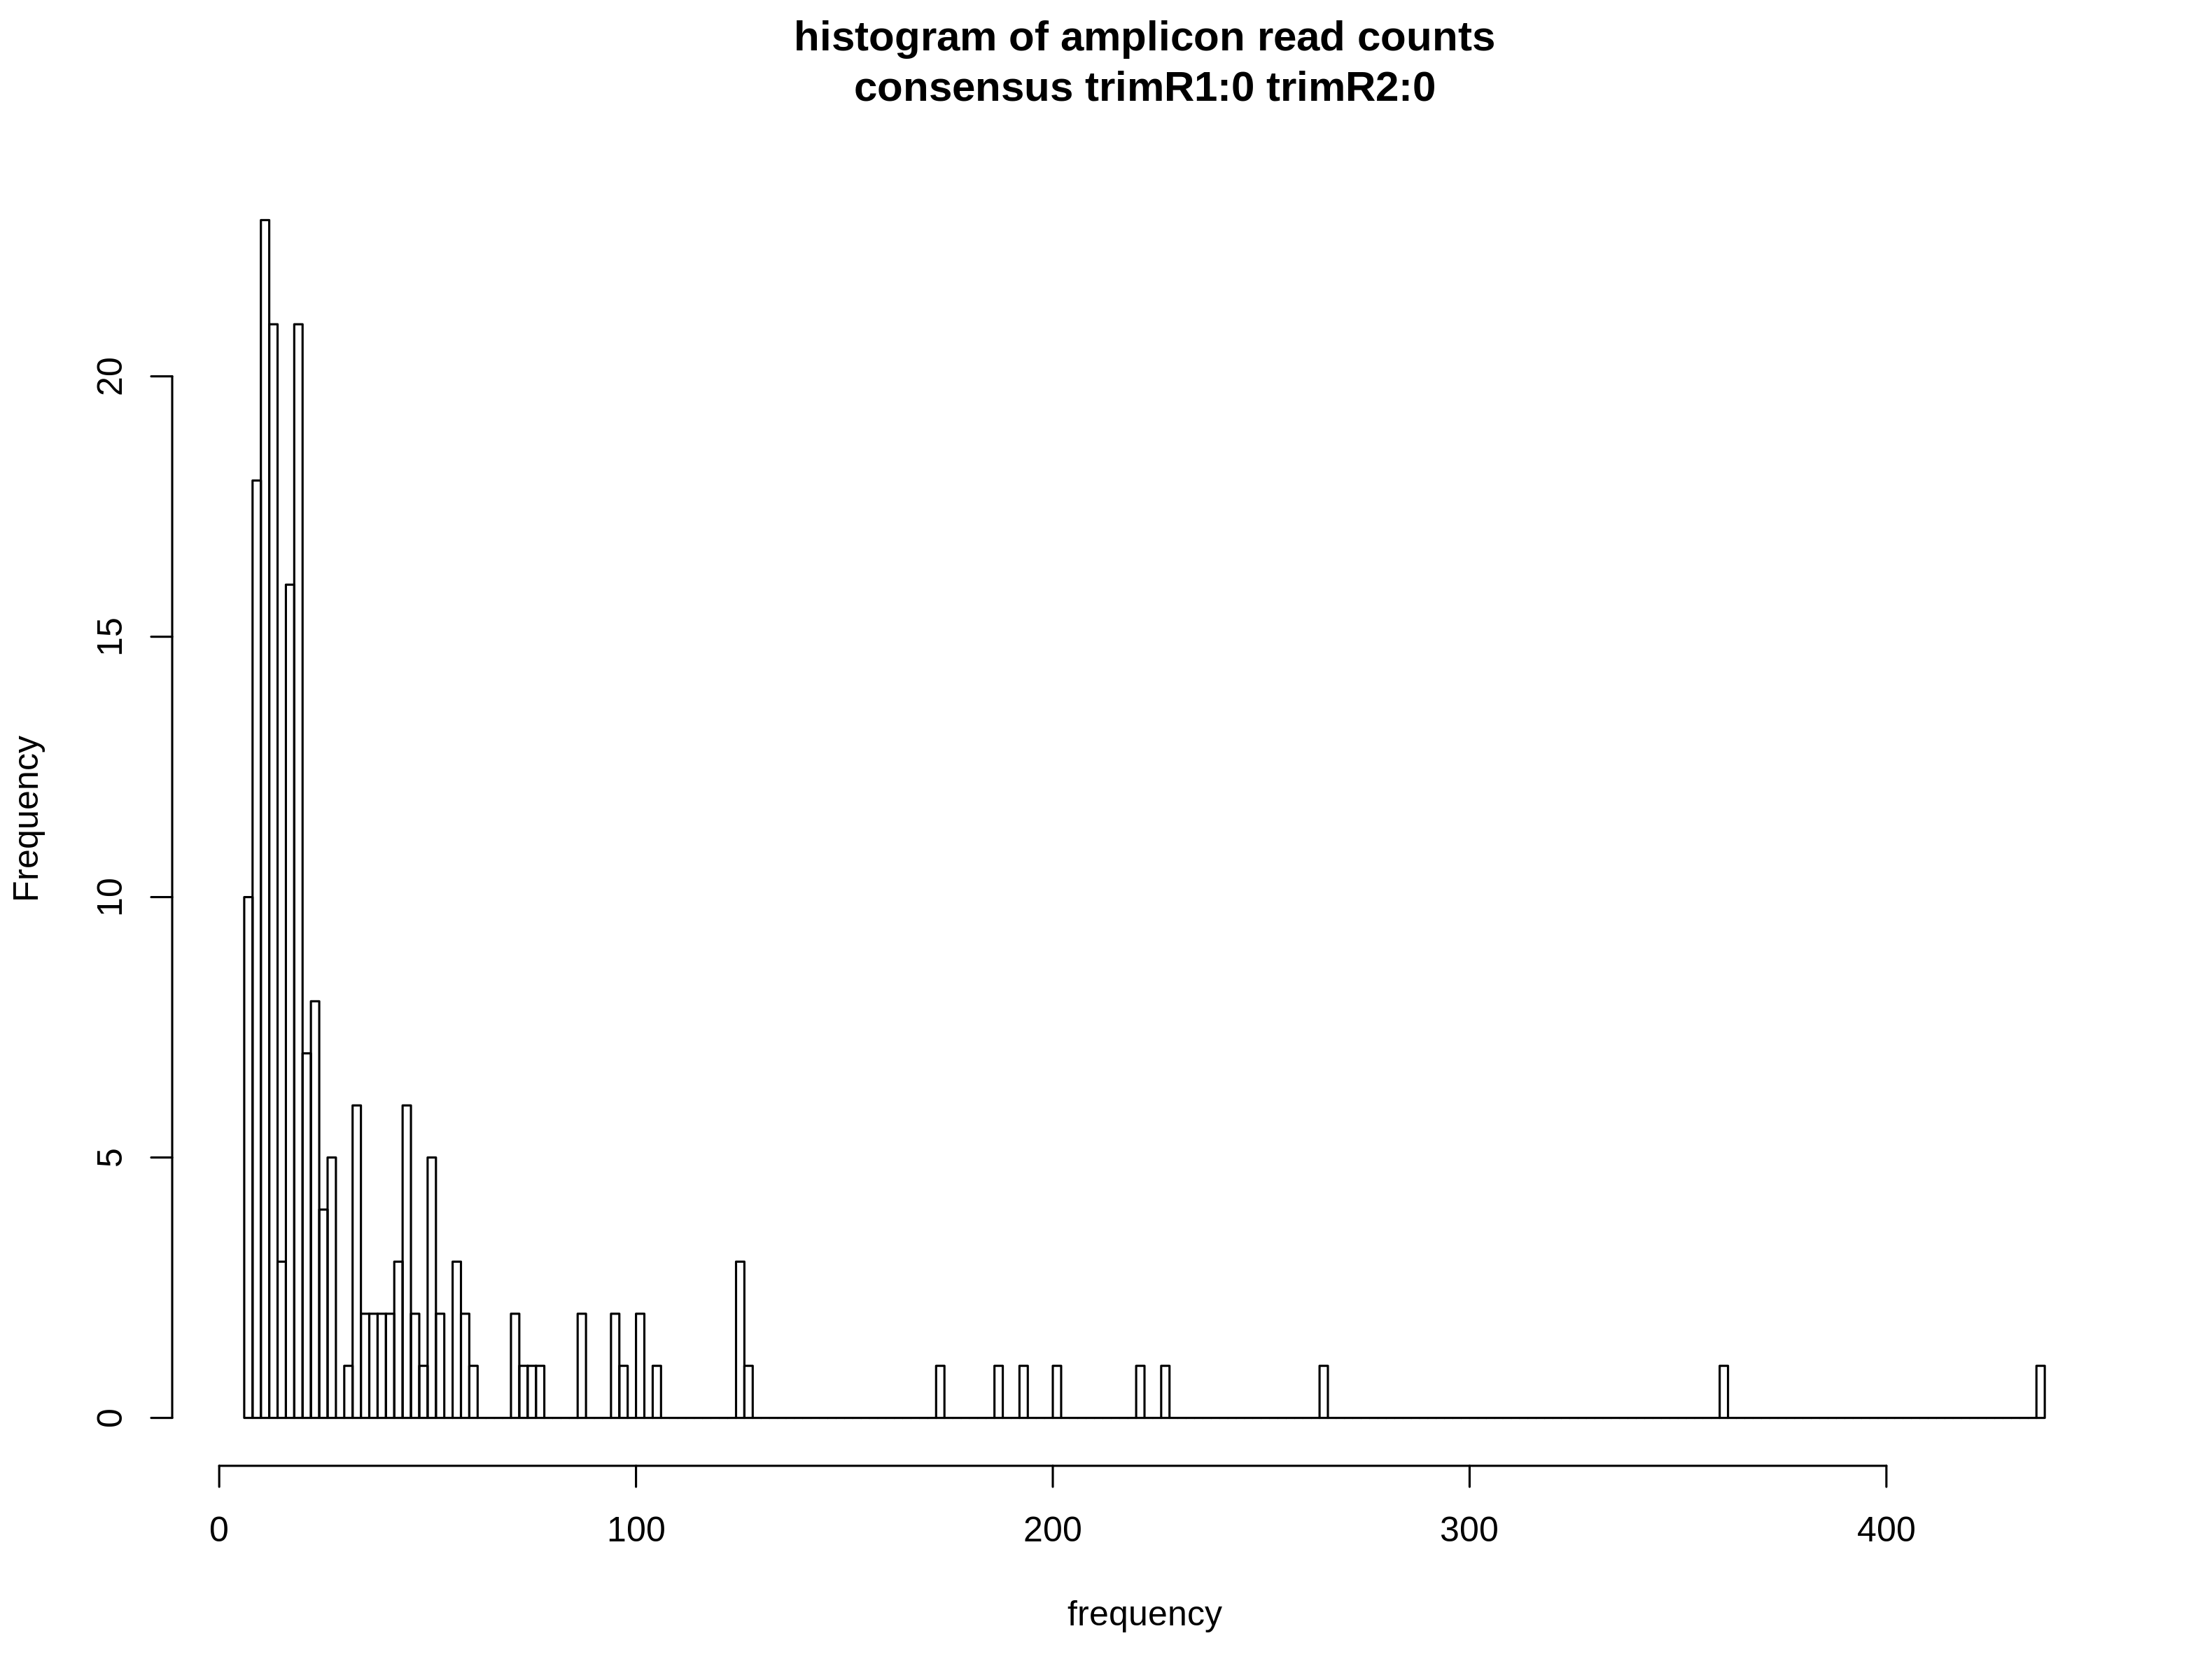 histogram of amplicon read counts
consensus trimR1:0 trimR2:0
Frequency
20
15
10
5
0
0 100 200 300 400
frequency